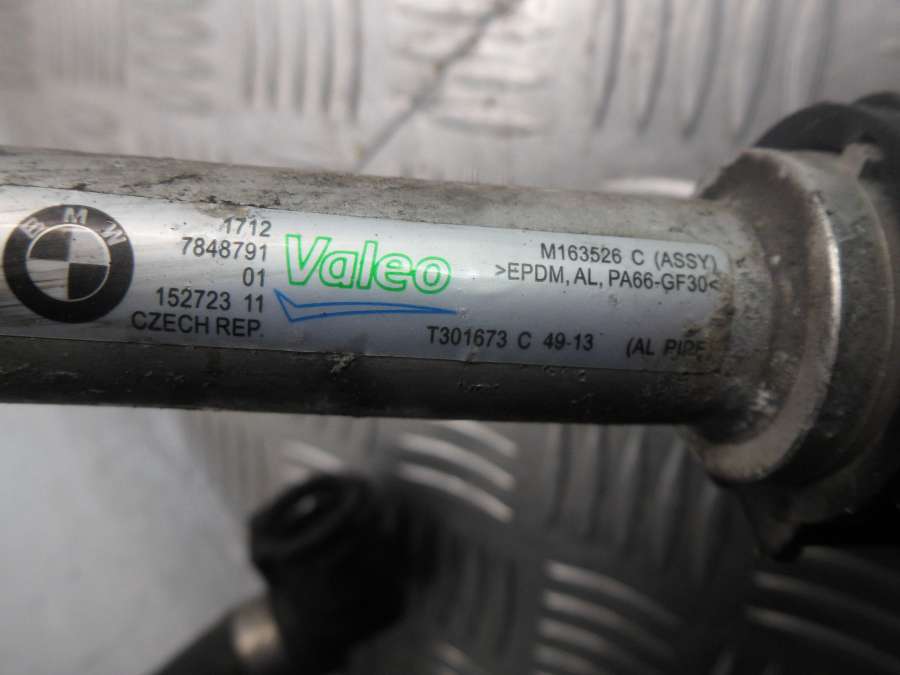 BMW
1712
7848791
01
152723 11
CZECH REP.
Valeo
M163526 C (ASSY)
>EPDM, AL, PA66-GF30<
T301673 C 49-13 (AL PIPE